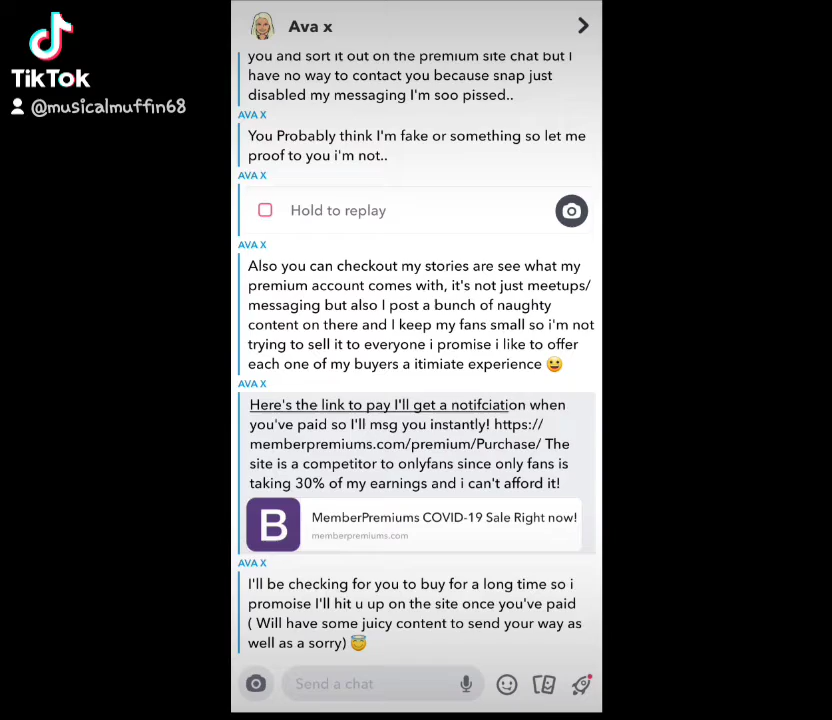 TikTok
@musicalmuffin68
Ava x
you and sort it out on the premium site chat but I
have no way to contact you because snap just
disabled my messaging I'm soo pissed..
AVA X
You Probably think I'm fake or something so let me
proof to you i'm not..
AVA X
Hold to replay
AVA X
Also you can checkout my stories are see what my
premium account comes with, it's not just meetups/
messaging but also I post a bunch of naughty
content on there and I keep my fans small so i'm not
trying to sell it to everyone i promise i like to offer
each one of my buyers a itimiate experience 😀
AVA X
Here's the link to pay I'll get a notifciation when
you've paid so I'll msg you instantly! https://
memberpremiums.com/premium/Purchase/ The
site is a competitor to onlyfans since only fans is
taking 30% of my earnings and i can't afford it!
B
MemberPremiums COVID-19 Sale Right now!
memberpremiums.com
AVA X
I'll be checking for you to buy for a long time so i
promoise I'll hit u up on the site once you've paid
( Will have some juicy content to send your way as
well as a sorry) 😇
Send a chat